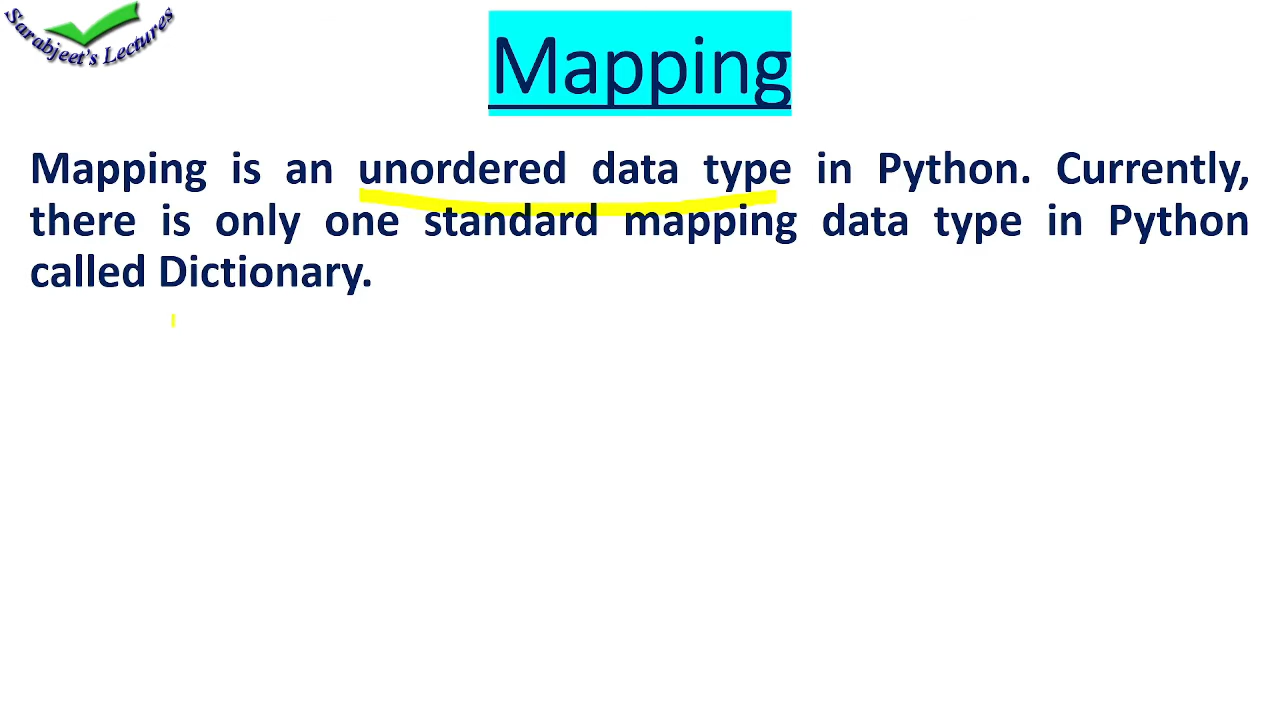 Sarabjeet's Lectures
Mapping
Mapping is an unordered data type in Python. Currently,
there is only one standard mapping data type in Python
called Dictionary.